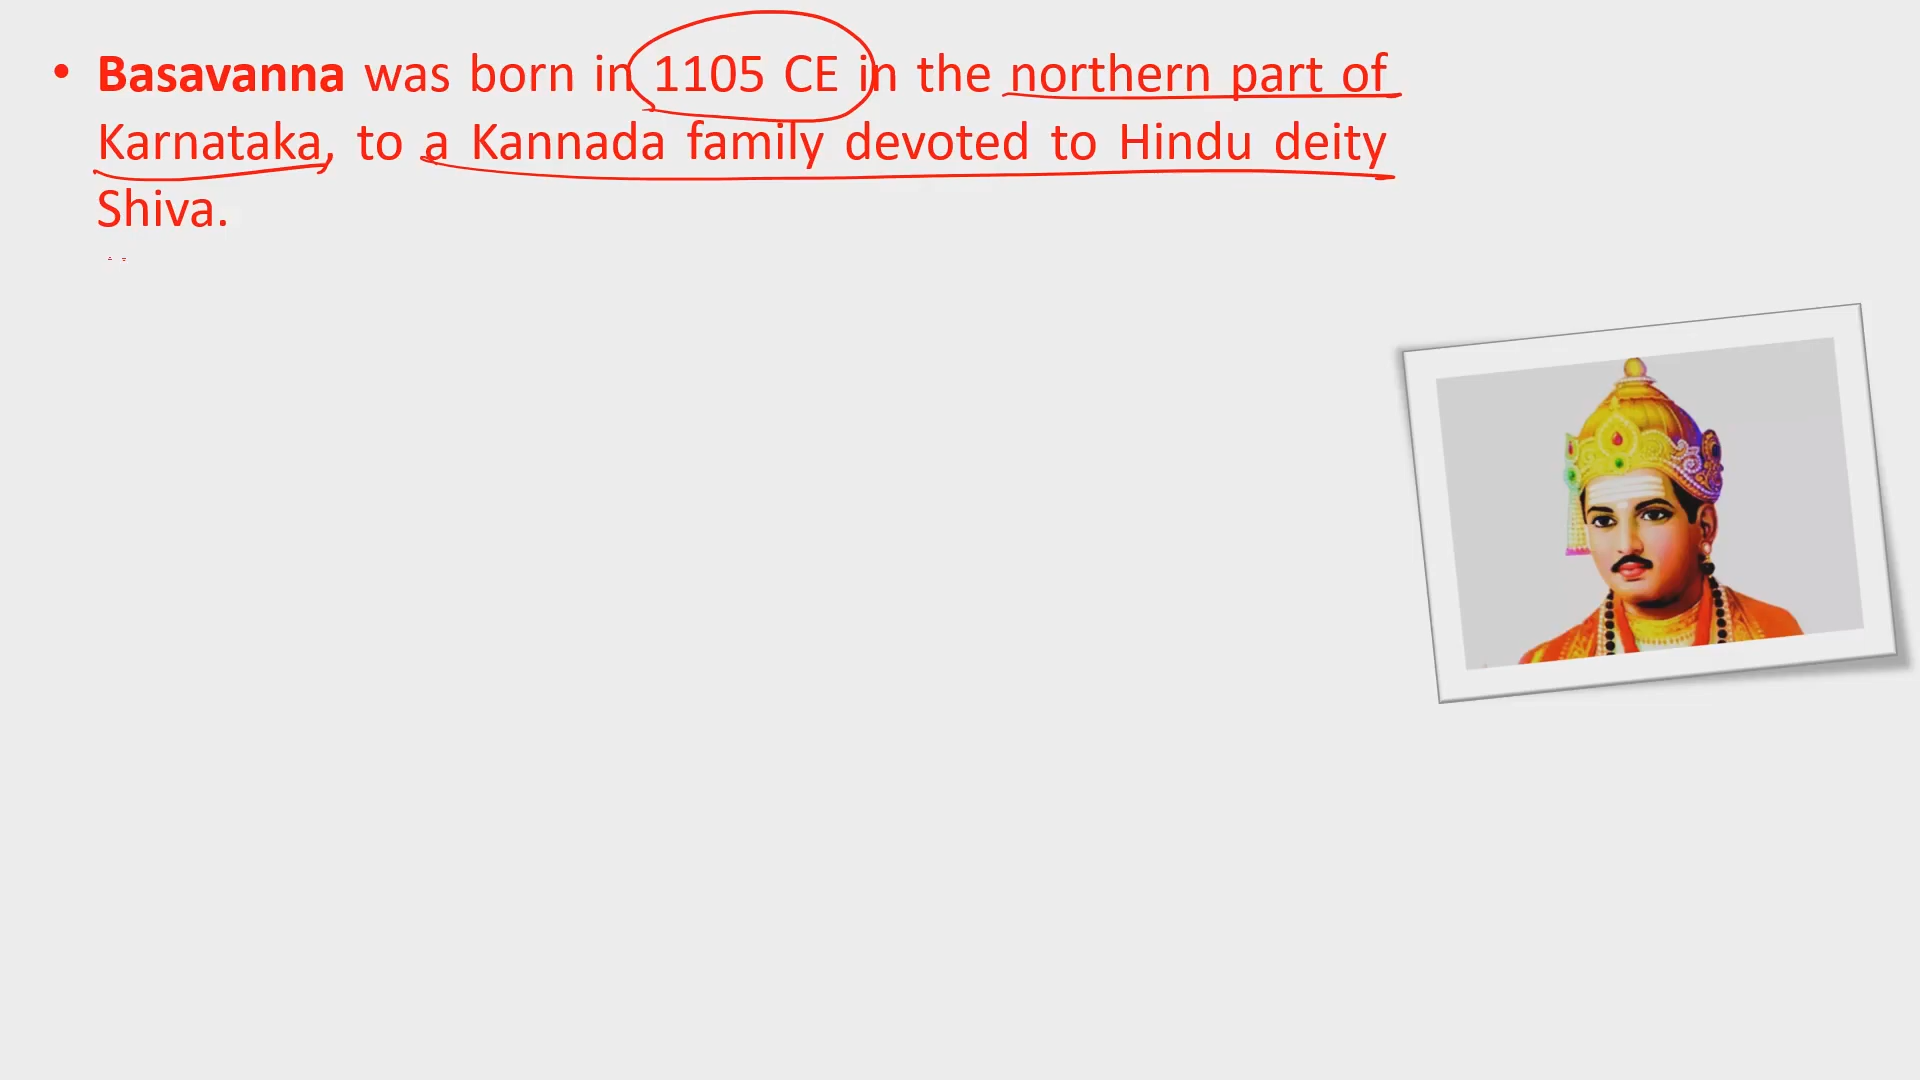 • Basavanna was born in 1105 CE in the northern part of
Karnataka, to a Kannada family devoted to Hindu deity
Shiva.